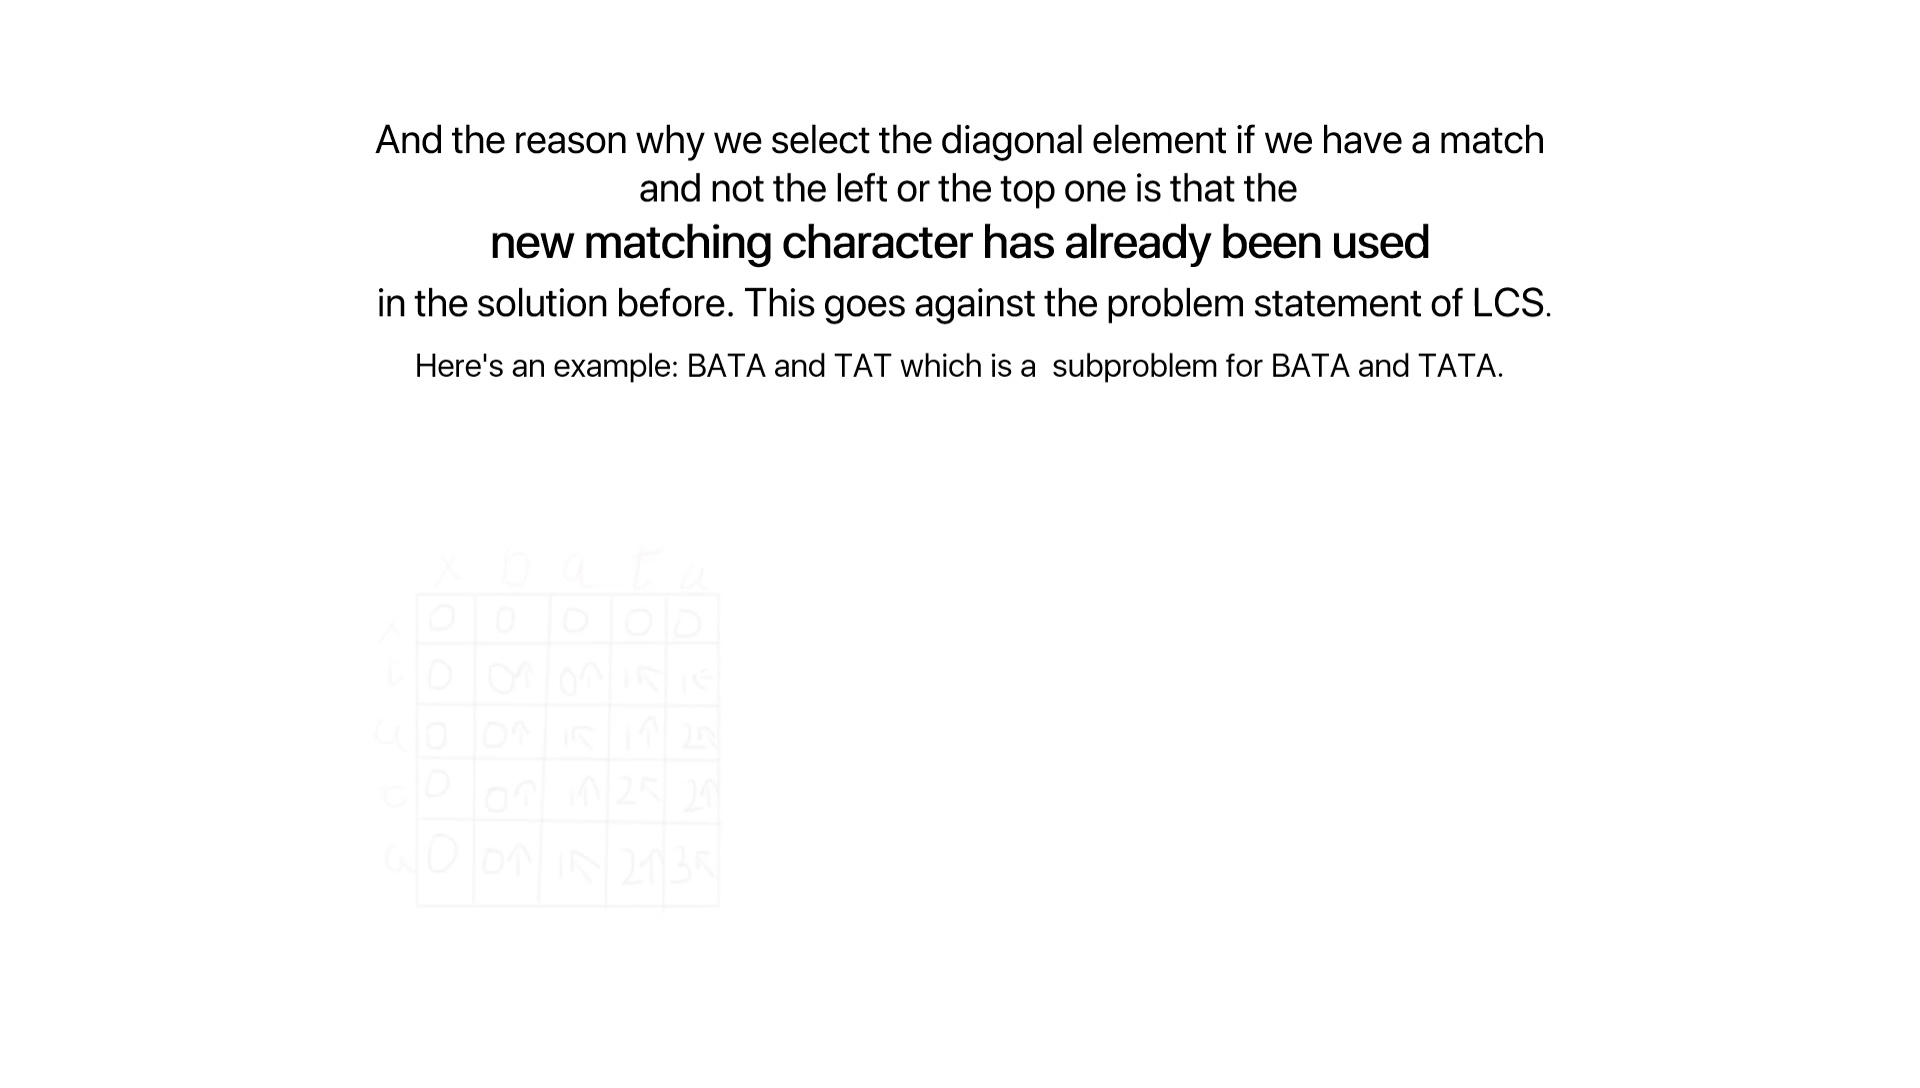 And the reason why we select the diagonal element if we have a match
and not the left or the top one is that the
new matching character has already been used
in the solution before. This goes against the problem statement of LCS.
Here's an example: BATA and TAT which is a  subproblem for BATA and TATA.
x b a t a
x 0 0 0 0 0
t 0 0↑ 0↑ 1↖ 1←
a 0 0↑ 1↖ 1↑ 2↖
t 0 0↑ 1↑ 2↖ 2↑
a 0 0↑ 1↖ 2↑ 3↖